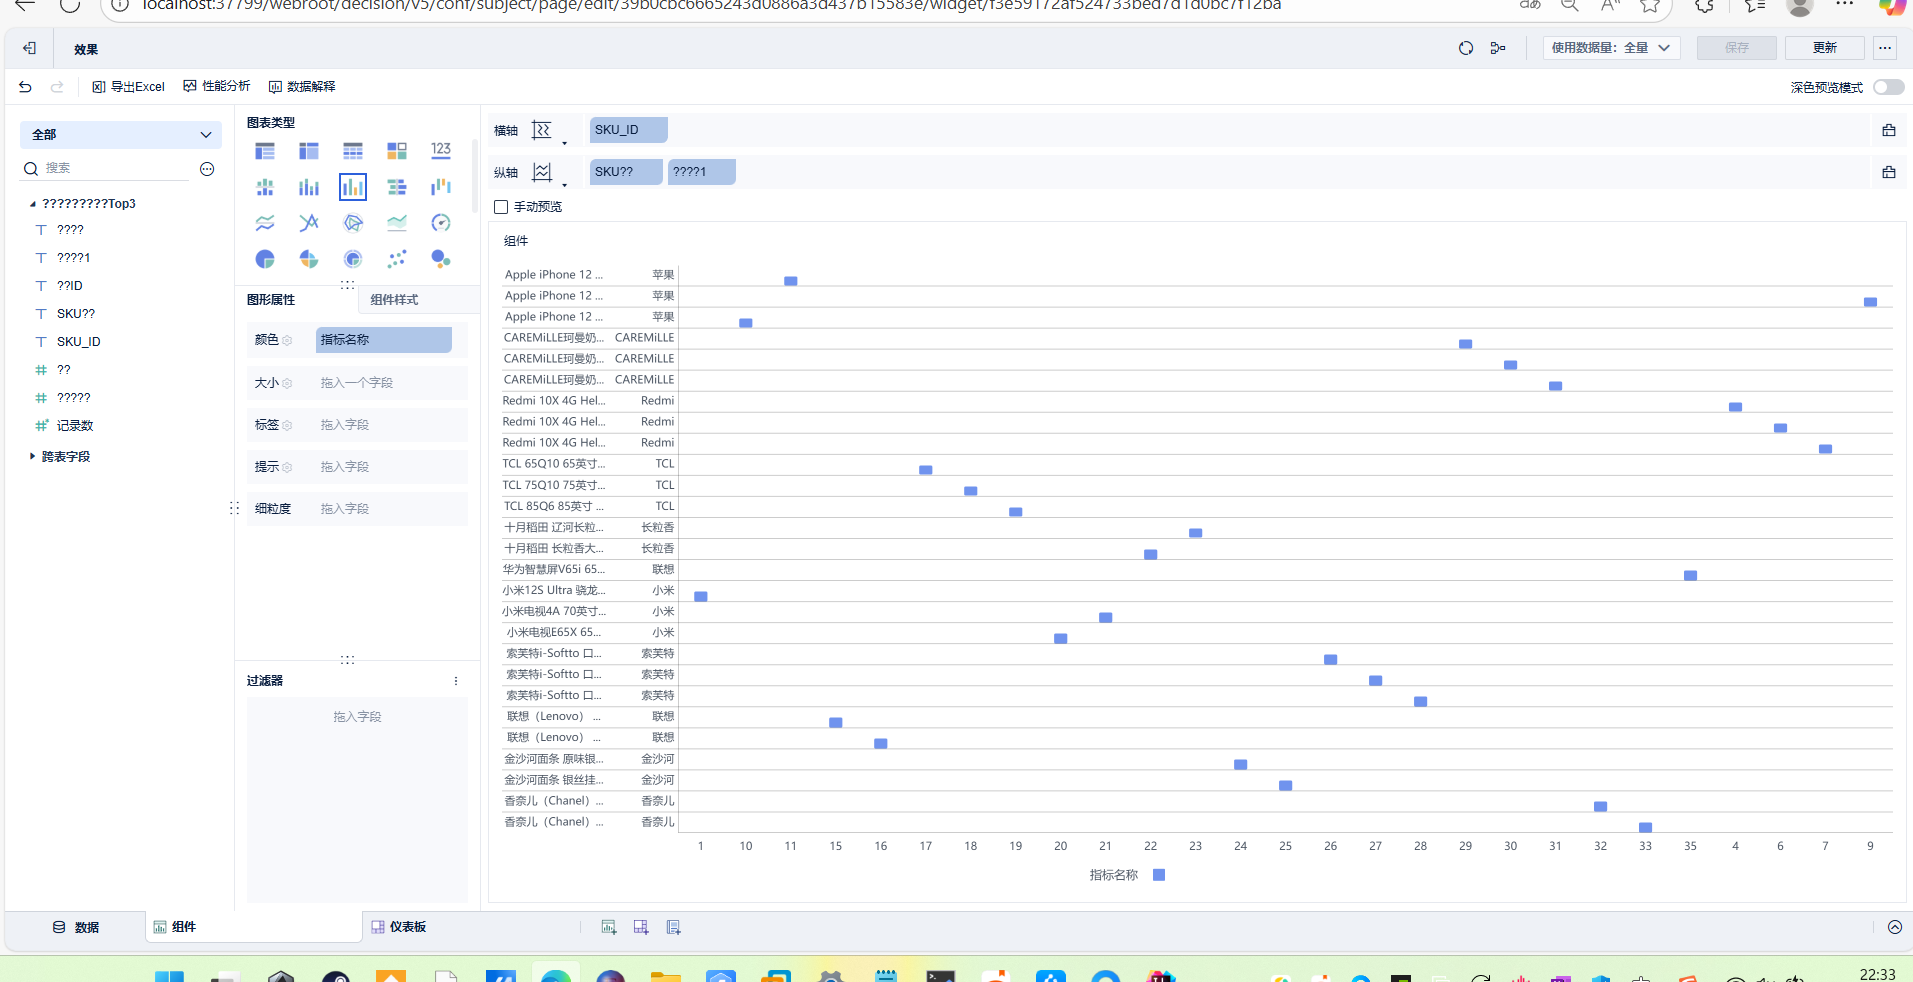 localhost:37799/webroot/decision/v5/conf/subject/page/edit/39b0cbc6665243d0886a3d437b15583e/widget/f3e59172af524733bed7d1d0bc7f12ba
效果
使用数据量：全量
保存
更新
导出Excel
性能分析
数据解释
深色预览模式
全部
搜索
?????????Top3
????
????1
??ID
SKU??
SKU_ID
??
?????
记录数
跨表字段
图表类型
123
图形属性
组件样式
颜色
指标名称
大小
拖入一个字段
标签
拖入字段
提示
拖入字段
细粒度
拖入字段
过滤器
拖入字段
横轴
SKU_ID
纵轴
SKU??
????1
手动预览
组件
Apple iPhone 12 ... 苹果
Apple iPhone 12 ... 苹果
Apple iPhone 12 ... 苹果
CAREMiLLE珂曼奶... CAREMiLLE
CAREMiLLE珂曼奶... CAREMiLLE
CAREMiLLE珂曼奶... CAREMiLLE
Redmi 10X 4G Hel... Redmi
Redmi 10X 4G Hel... Redmi
Redmi 10X 4G Hel... Redmi
TCL 65Q10 65英寸... TCL
TCL 75Q10 75英寸... TCL
TCL 85Q6 85英寸 ... TCL
十月稻田 辽河长粒... 长粒香
十月稻田 长粒香大... 长粒香
华为智慧屏V65i 65... 联想
小米12S Ultra 骁龙... 小米
小米电视4A 70英寸... 小米
小米电视E65X 65... 小米
索芙特i-Softto 口... 索芙特
索芙特i-Softto 口... 索芙特
索芙特i-Softto 口... 索芙特
联想（Lenovo） ... 联想
联想（Lenovo） ... 联想
金沙河面条 原味银... 金沙河
金沙河面条 银丝挂... 金沙河
香奈儿（Chanel）... 香奈儿
香奈儿（Chanel）... 香奈儿
1 10 11 15 16 17 18 19 20 21 22 23 24 25 26 27 28 29 30 31 32 33 35 4 6 7 9
指标名称
数据
组件
仪表板
22:33